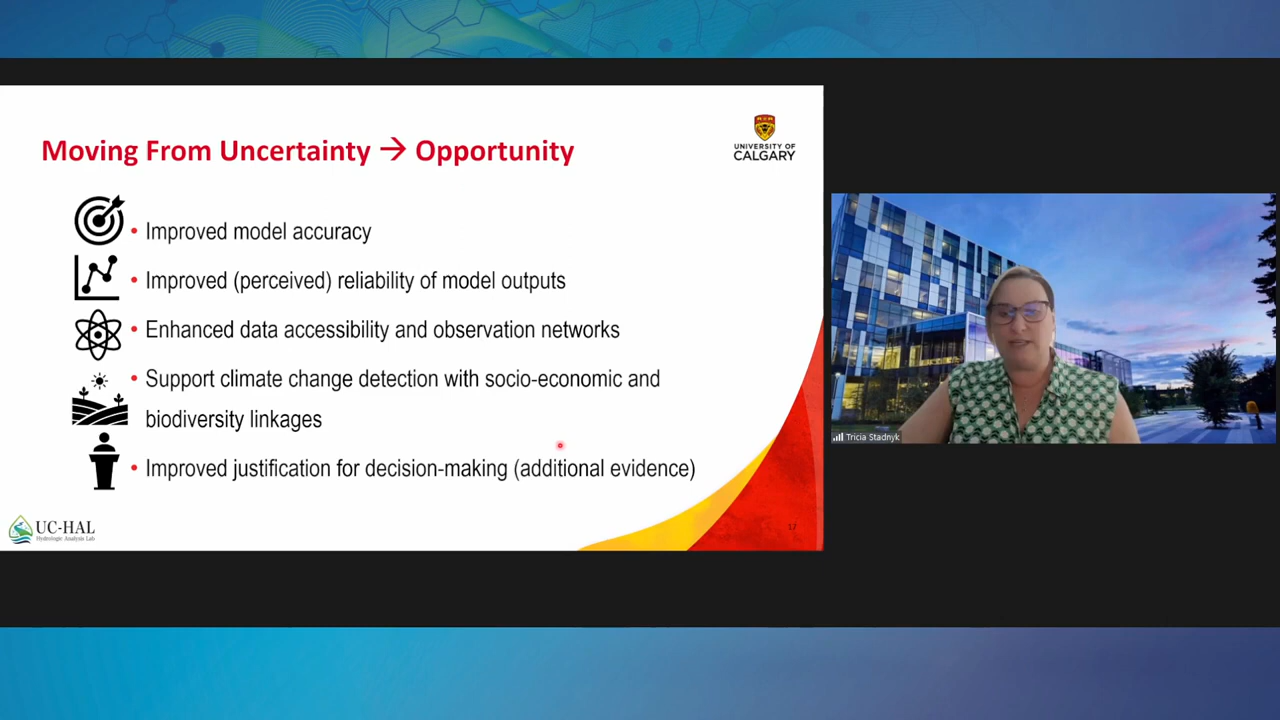 Moving From Uncertainty → Opportunity
UNIVERSITY OF
CALGARY
• Improved model accuracy
• Improved (perceived) reliability of model outputs
• Enhanced data accessibility and observation networks
• Support climate change detection with socio-economic and
biodiversity linkages
• Improved justification for decision-making (additional evidence)
UC-HAL
Hydrologic Analysis Lab
17
Tricia Stadnyk